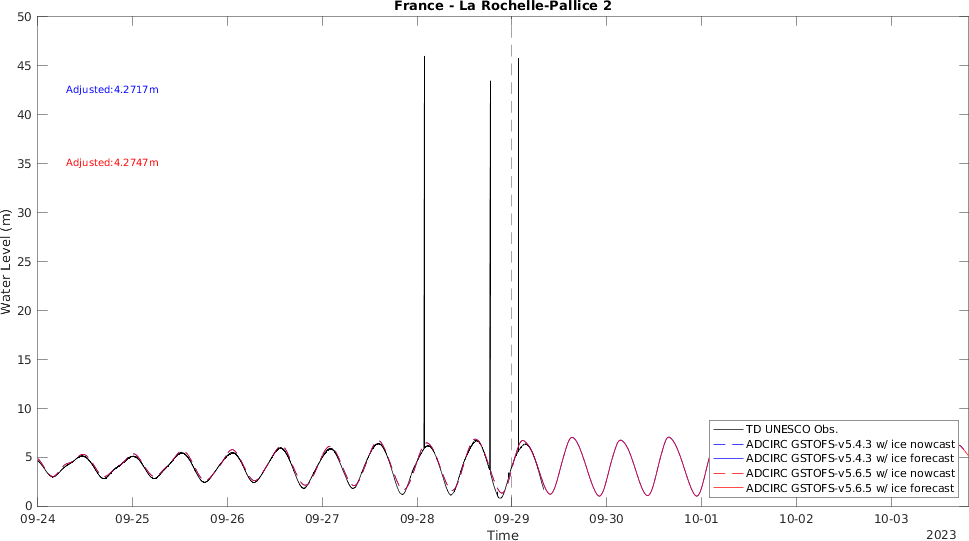 France - La Rochelle-Pallice 2
50
45
40
35
30
25
20
15
10
5
0
Water Level (m)
Adjusted:4.2717m
Adjusted:4.2747m
TD UNESCO Obs.
ADCIRC GSTOFS-v5.4.3 w/ ice nowcast
ADCIRC GSTOFS-v5.4.3 w/ ice forecast
ADCIRC GSTOFS-v5.6.5 w/ ice nowcast
ADCIRC GSTOFS-v5.6.5 w/ ice forecast
09-24 09-25 09-26 09-27 09-28 09-29 09-30 10-01 10-02 10-03
Time
2023